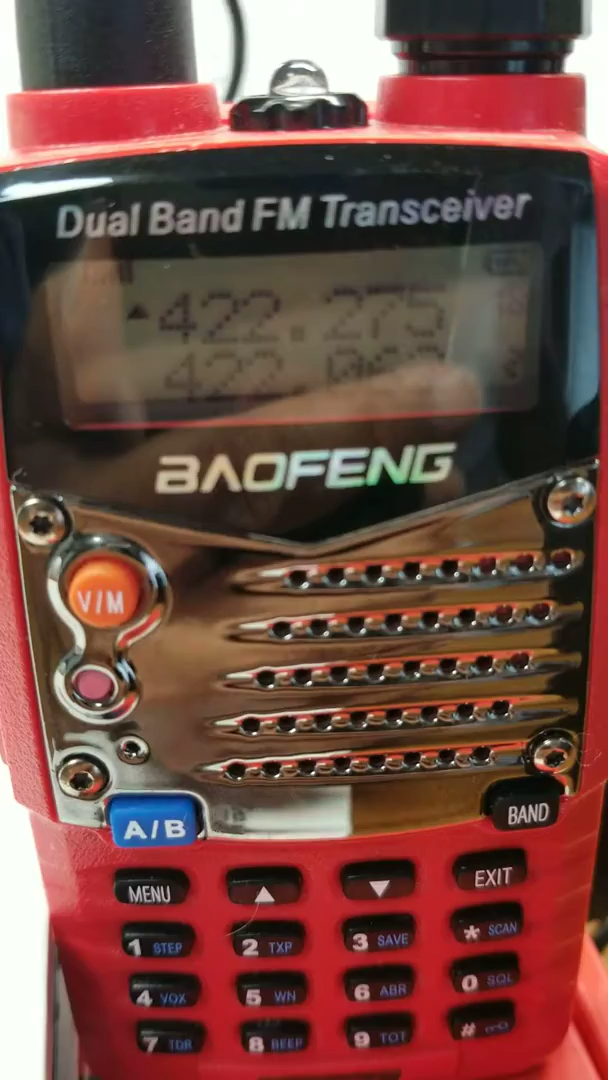 Dual Band FM Transceiver
▲422.275
BAOFENG
V/M
A/B
BAND
MENU ▲ ▼ EXIT
1 STEP 2 TXP 3 SAVE * SCAN
4 VOX 5 WN 6 ABR 0 SQL
7 TDR 8 BEEP 9 TOT #